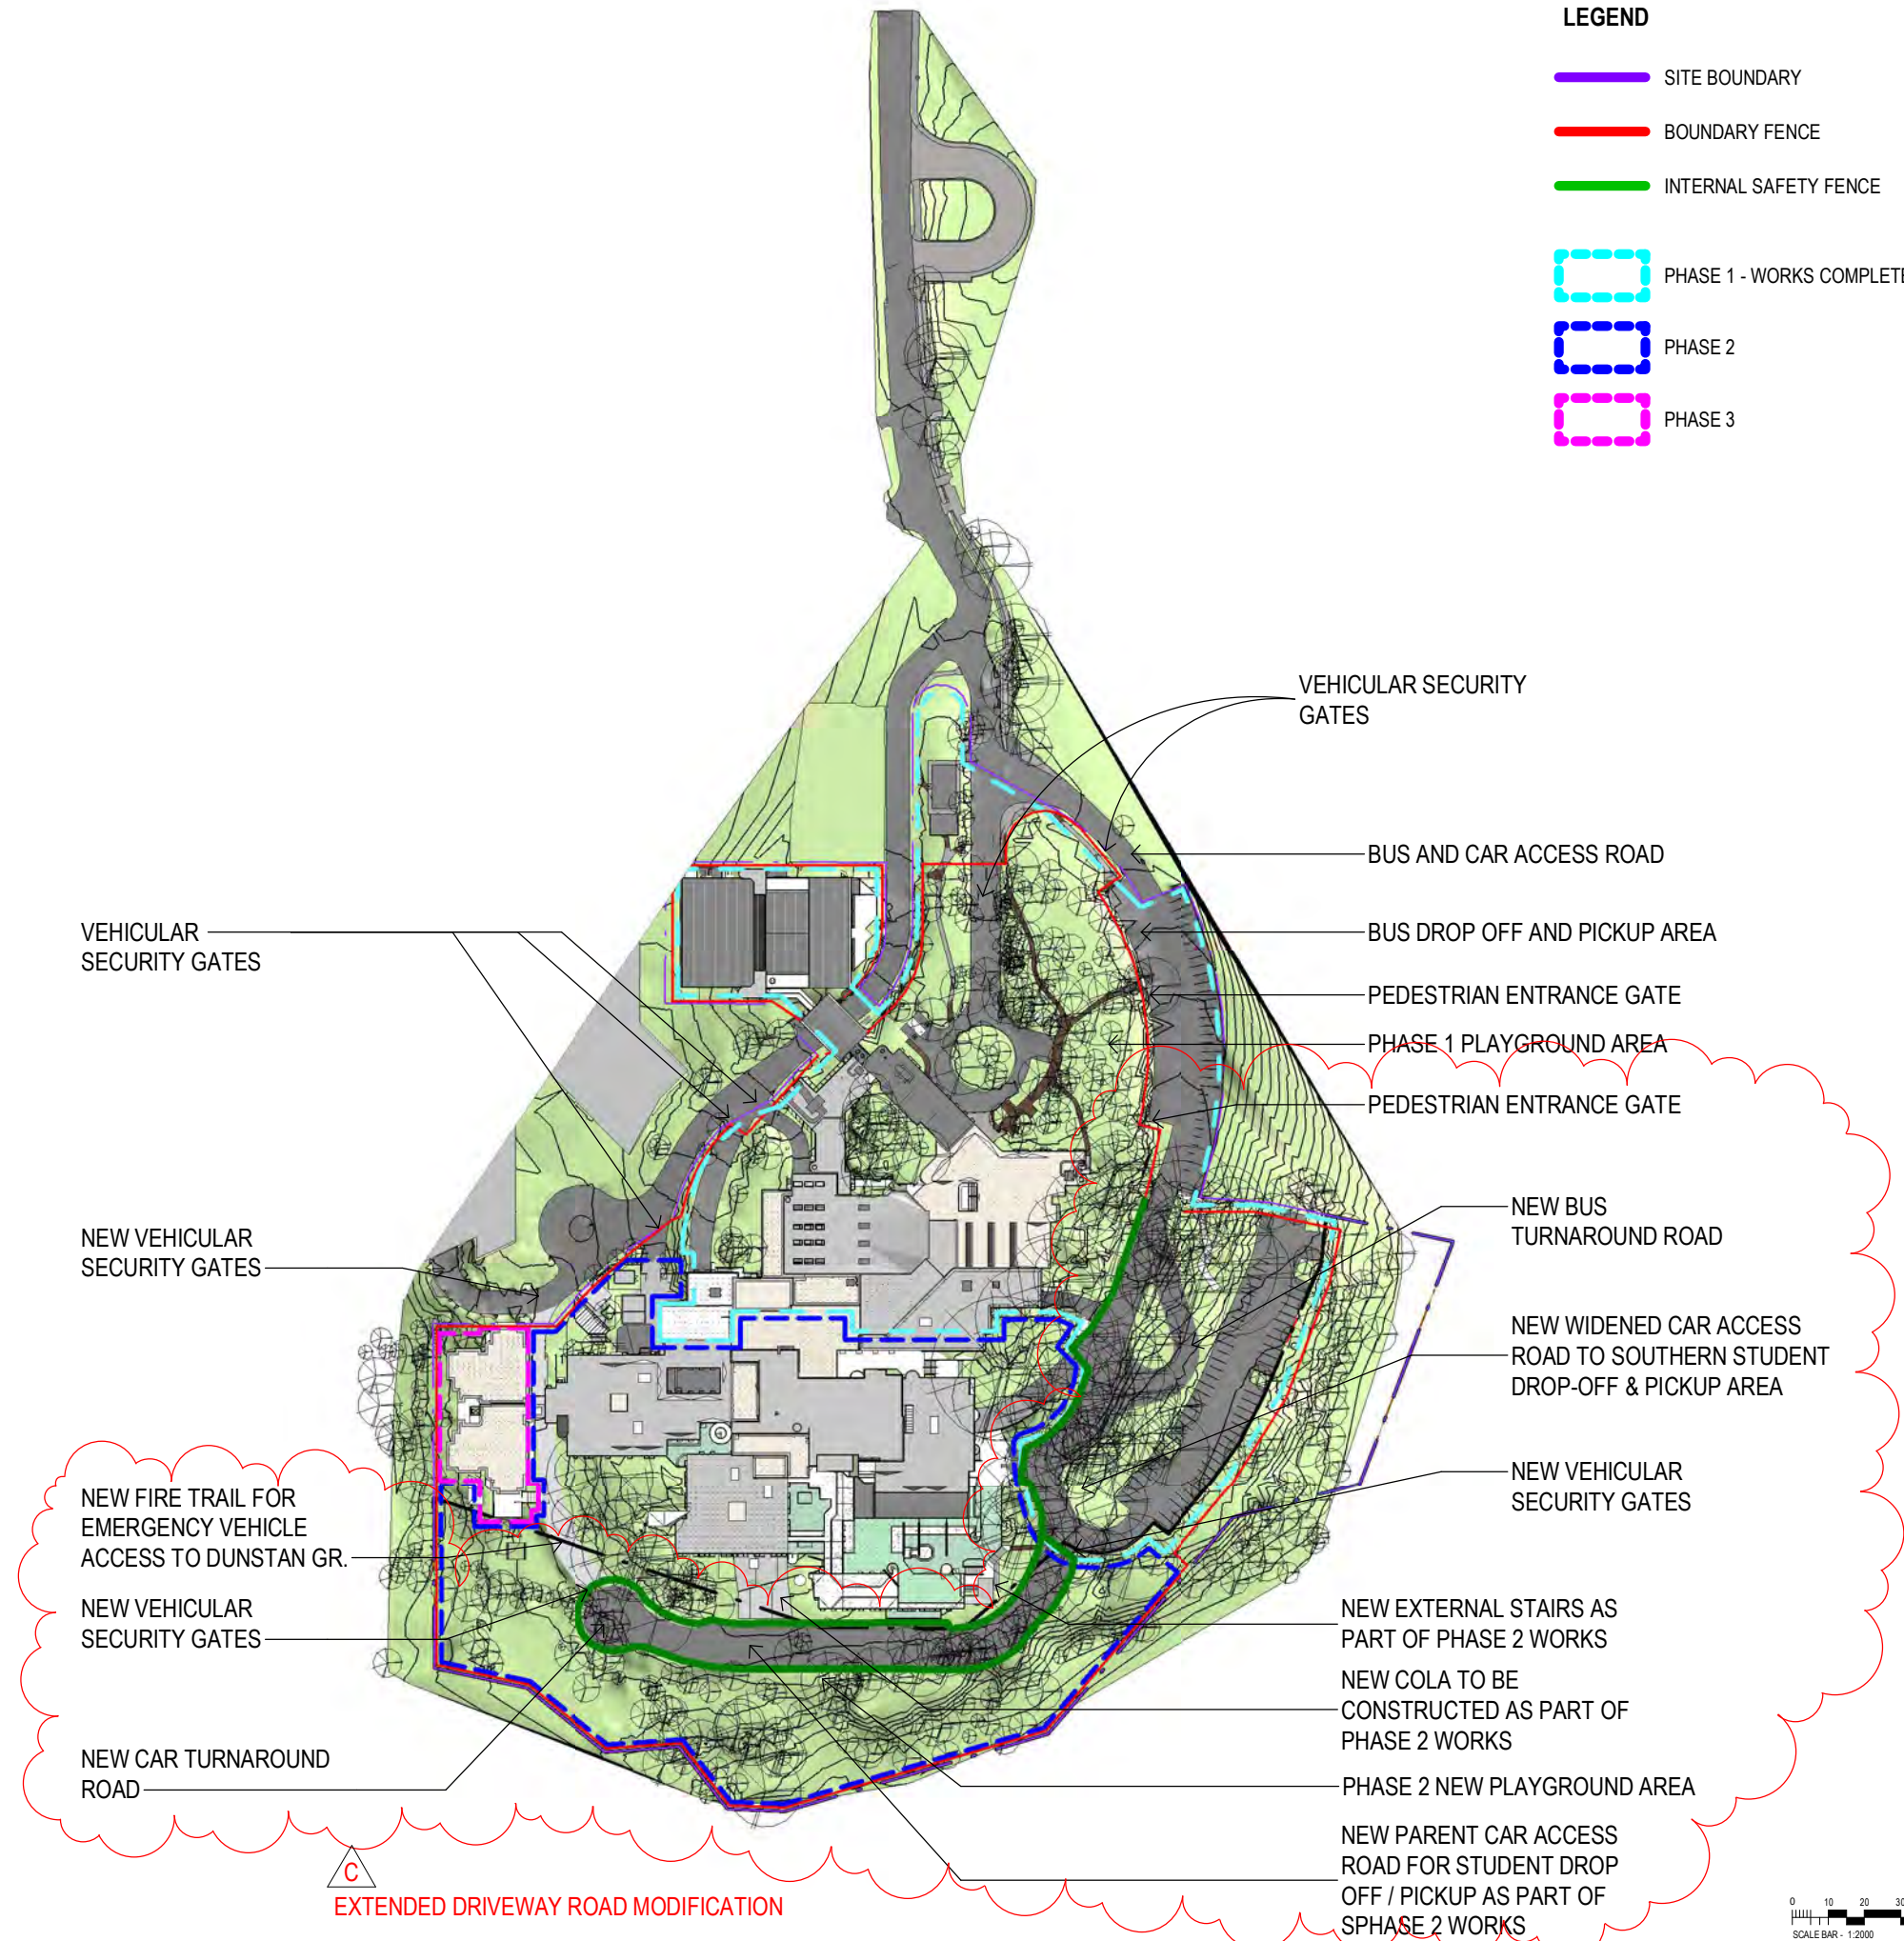 LEGEND
SITE BOUNDARY
BOUNDARY FENCE
INTERNAL SAFETY FENCE
PHASE 1 - WORKS COMPLETE
PHASE 2
PHASE 3
VEHICULAR SECURITY
GATES
BUS AND CAR ACCESS ROAD
BUS DROP OFF AND PICKUP AREA
PEDESTRIAN ENTRANCE GATE
PHASE 1 PLAYGROUND AREA
PEDESTRIAN ENTRANCE GATE
NEW BUS
TURNAROUND ROAD
NEW WIDENED CAR ACCESS
ROAD TO SOUTHERN STUDENT
DROP-OFF & PICKUP AREA
NEW VEHICULAR
SECURITY GATES
NEW EXTERNAL STAIRS AS
PART OF PHASE 2 WORKS
NEW COLA TO BE
CONSTRUCTED AS PART OF
PHASE 2 WORKS
PHASE 2 NEW PLAYGROUND AREA
NEW PARENT CAR ACCESS
ROAD FOR STUDENT DROP
OFF / PICKUP AS PART OF
SPHASE 2 WORKS
VEHICULAR
SECURITY GATES
NEW VEHICULAR
SECURITY GATES
NEW FIRE TRAIL FOR
EMERGENCY VEHICLE
ACCESS TO DUNSTAN GR.
NEW VEHICULAR
SECURITY GATES
NEW CAR TURNAROUND
ROAD
C
EXTENDED DRIVEWAY ROAD MODIFICATION
0 10 20 30
SCALE BAR - 1:2000